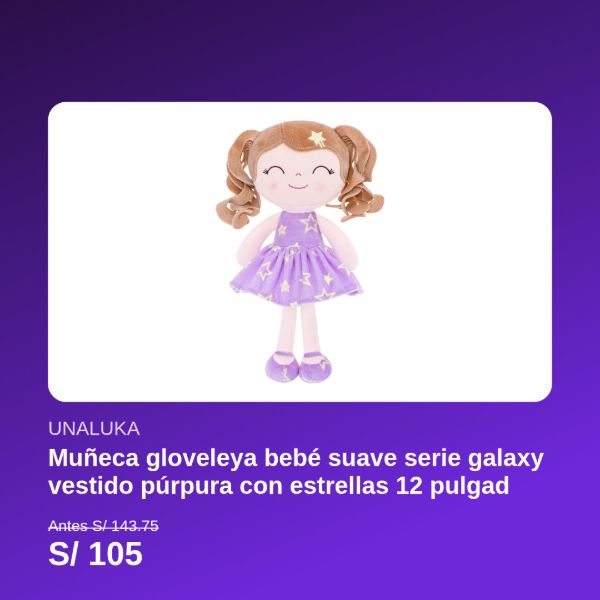 UNALUKA
Muñeca gloveleya bebé suave serie galaxy
vestido púrpura con estrellas 12 pulgad
Antes S/ 143.75
S/ 105